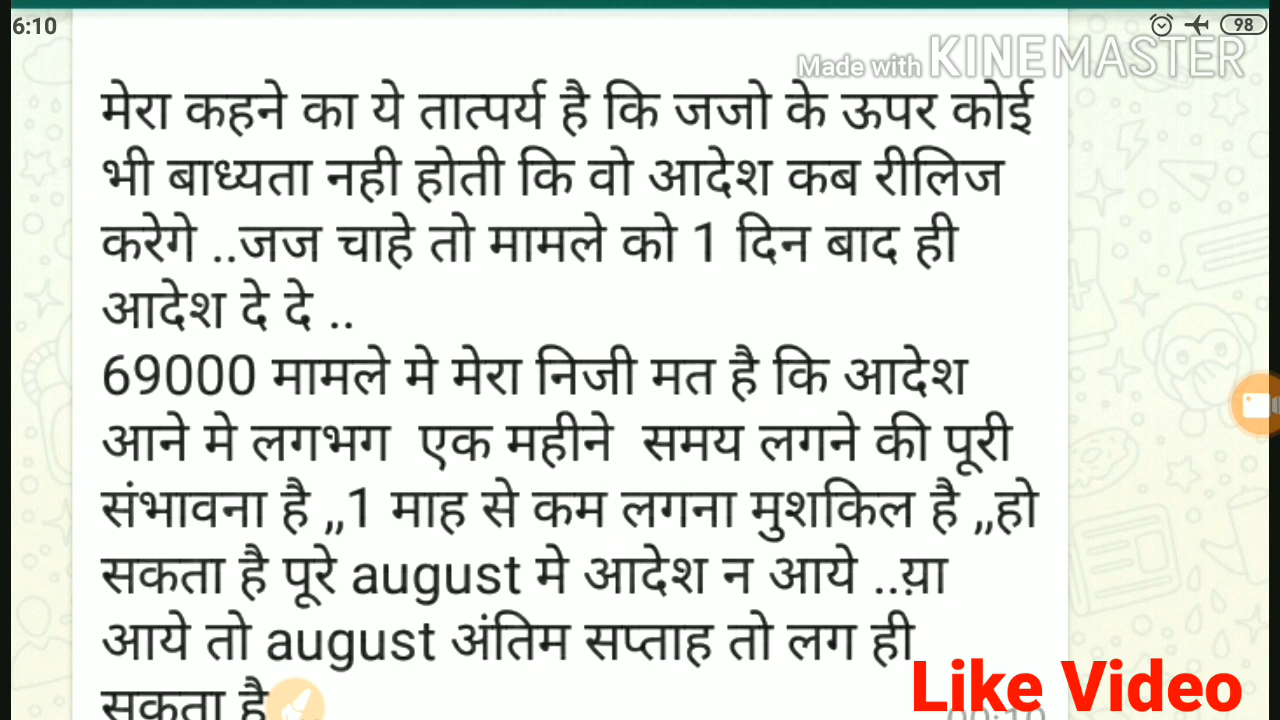 6:10
98
Made with KINEMASTER
मेरा कहने का ये तात्पर्य है कि जजो के ऊपर कोई
भी बाध्यता नही होती कि वो आदेश कब रीलिज
करेगे ..जज चाहे तो मामले को 1 दिन बाद ही
आदेश दे दे ..
69000 मामले मे मेरा निजी मत है कि आदेश
आने मे लगभग एक महीने समय लगने की पूरी
संभावना है ,,1 माह से कम लगना मुशकिल है ,,हो
सकता है पूरे august मे आदेश न आये ..य़ा
आये तो august अंतिम सप्ताह तो लग ही
सकता है
Like Video